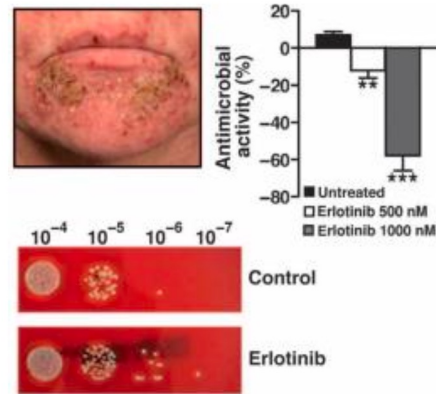 Antimicrobial
activity (%)
20
0
−20
−40
−60
−80
**
***
Untreated
Erlotinib 500 nM
Erlotinib 1000 nM
10⁻⁴ 10⁻⁵ 10⁻⁶ 10⁻⁷
Control
Erlotinib